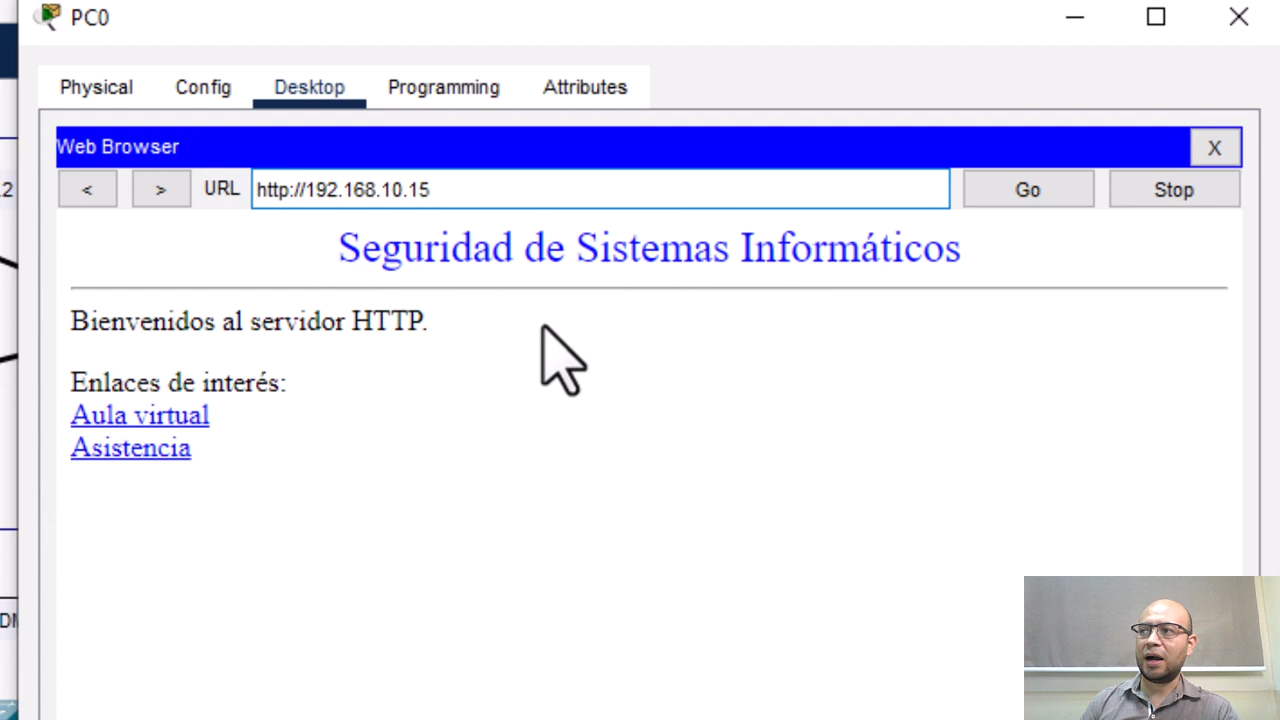 PC0
Physical Config Desktop Programming Attributes
Web Browser X
< > URL http://192.168.10.15 Go Stop
Seguridad de Sistemas Informáticos
Bienvenidos al servidor HTTP.
Enlaces de interés:
Aula virtual
Asistencia